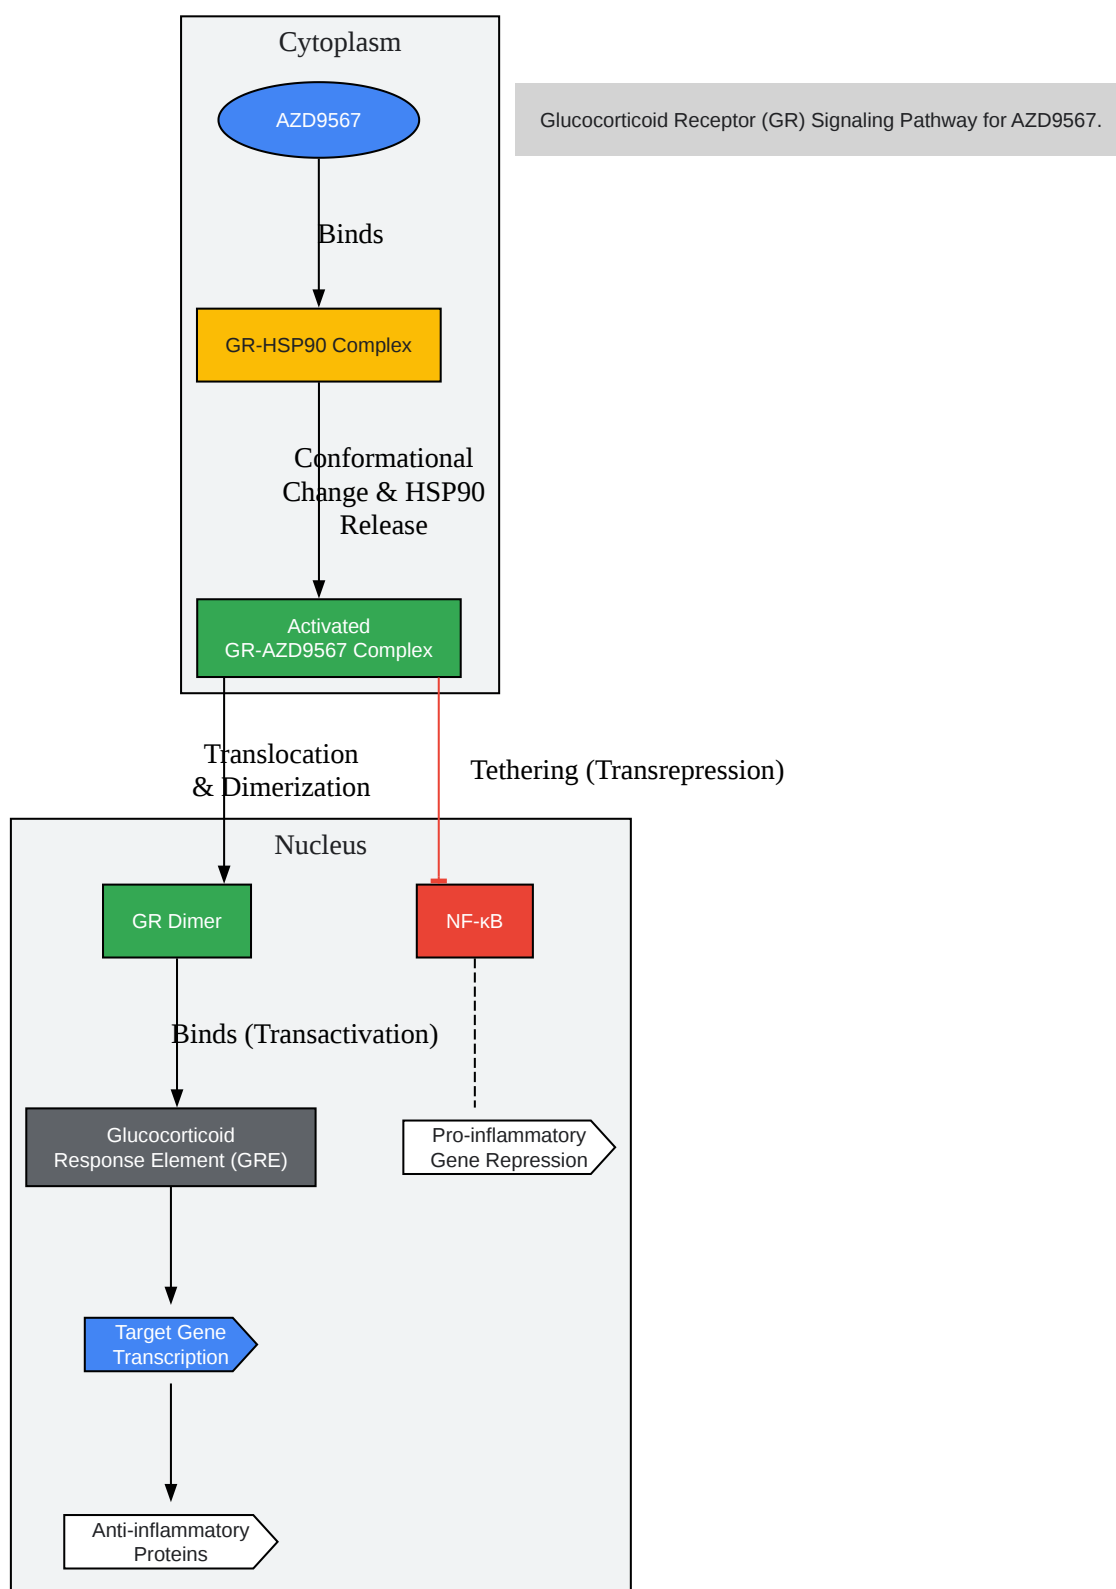 Cytoplasm
AZD9567
Glucocorticoid Receptor (GR) Signaling Pathway for AZD9567.
Binds
GR-HSP90 Complex
Conformational
Change & HSP90
Release
Activated
GR-AZD9567 Complex
Translocation
& Dimerization
Tethering (Transrepression)
Nucleus
GR Dimer
NF-κB
Binds (Transactivation)
Glucocorticoid
Response Element (GRE)
Pro-inflammatory
Gene Repression
Target Gene
Transcription
Anti-inflammatory
Proteins